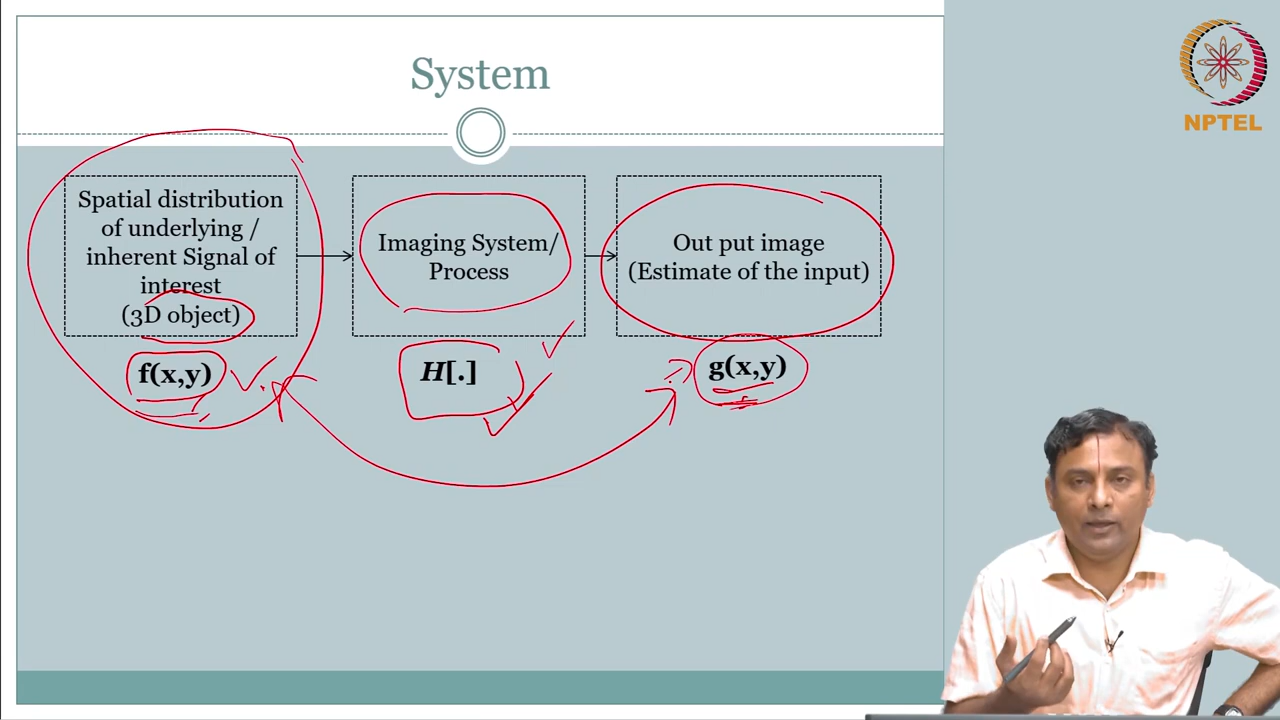 System
NPTEL
Spatial distribution
of underlying /
inherent Signal of
interest
(3D object)
Imaging System/
Process
Out put image
(Estimate of the input)
f(x,y)
H[.]
g(x,y)